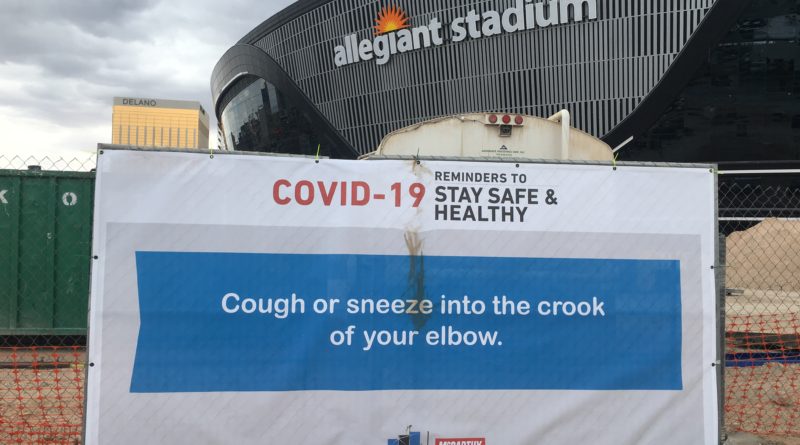 allegiant stadium
DELANO
K O
COVID-19
REMINDERS TO
STAY SAFE &
HEALTHY
Cough or sneeze into the crook
of your elbow.
McCARTHY